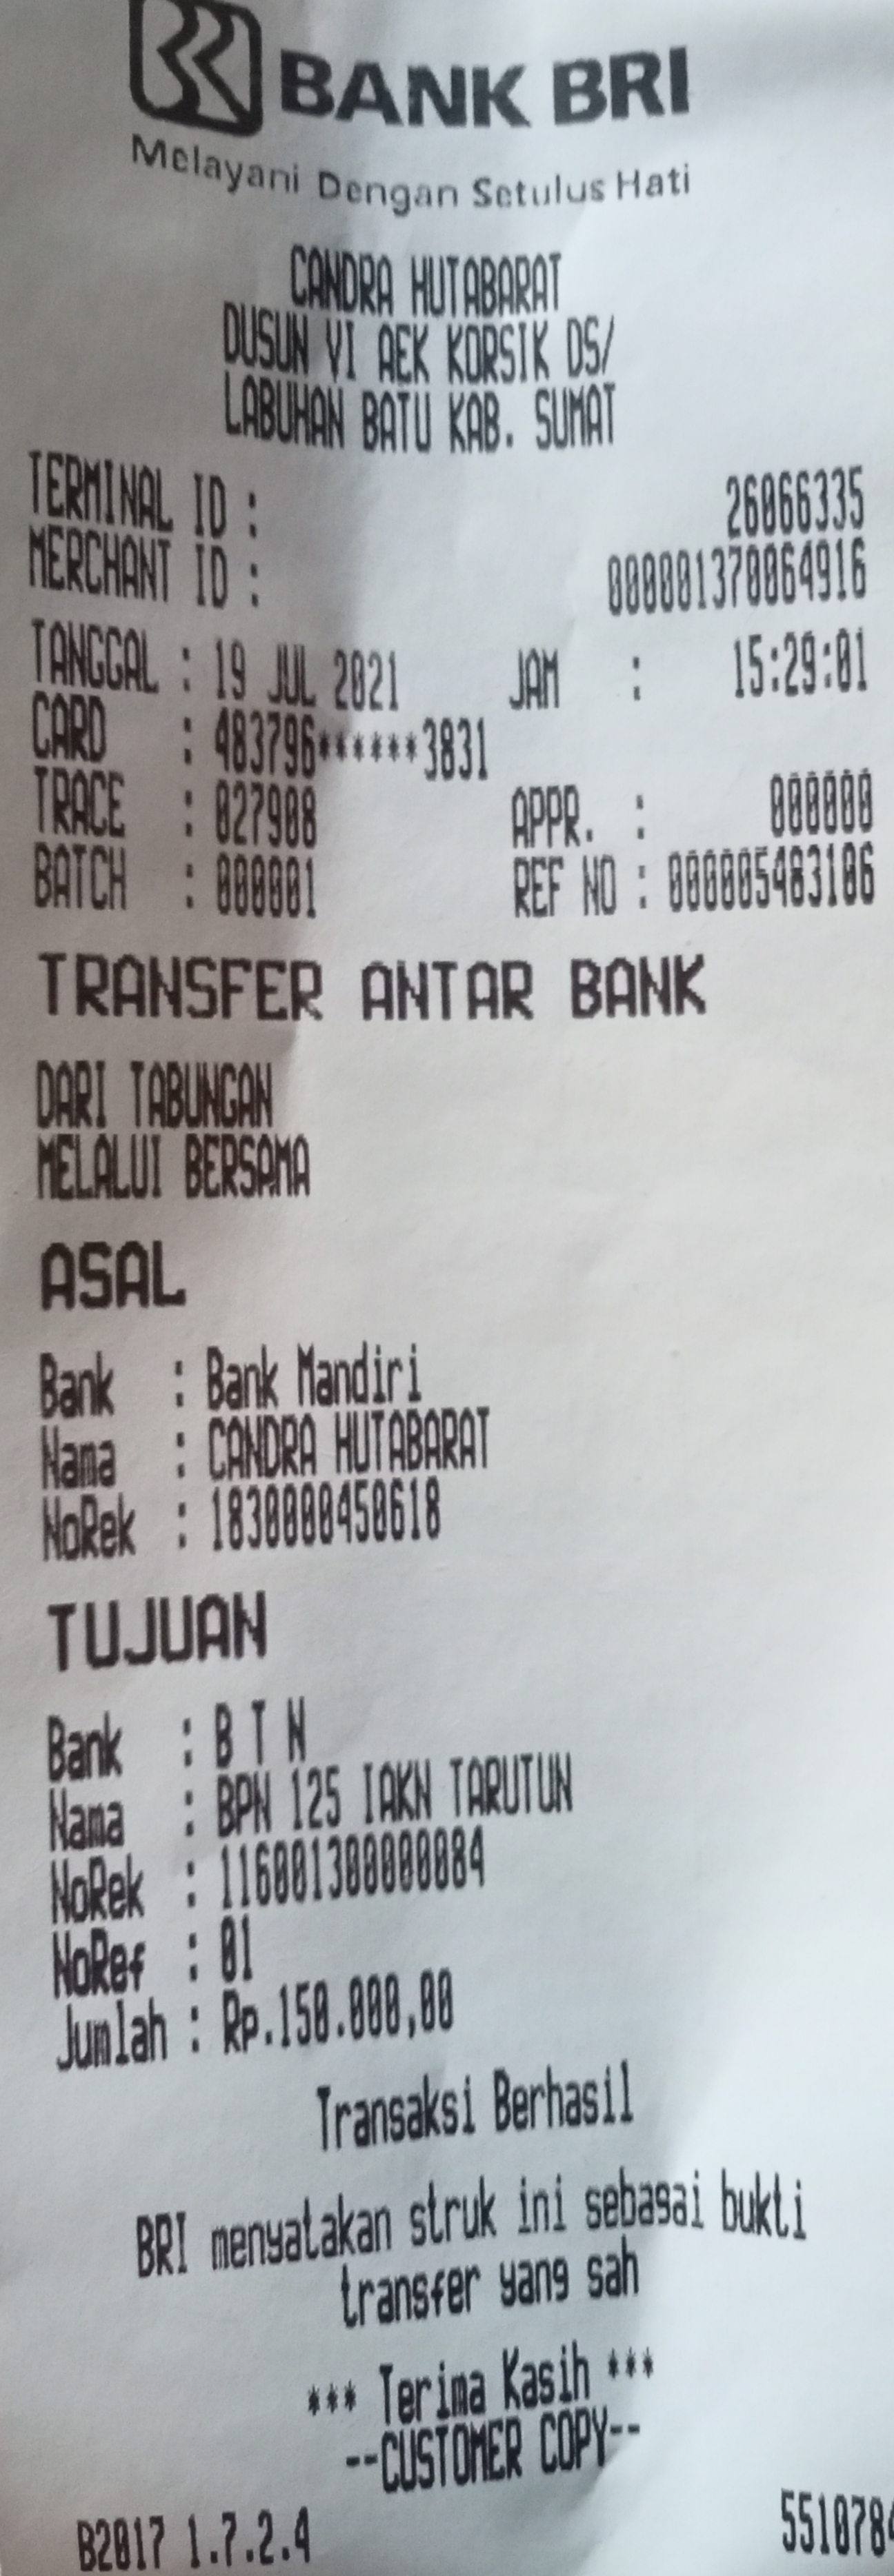 BANK BRI
Melayani Dengan Setulus Hati
CANDRA HUTABARAT
DUSUN VI AEK KORSIK DS/
LABUHAN BATU KAB. SUMAT
TERMINAL ID : 26066335
MERCHANT ID : 000001370064916
TANGGAL : 19 JUL 2021 JAM : 15:29:01
CARD : 483796******3831
TRACE : 027908 APPR. : 000000
BATCH : 000001 REF NO : 000005483106
TRANSFER ANTAR BANK
DARI TABUNGAN
MELALUI BERSAMA
ASAL
Bank : Bank Mandiri
Nama : CANDRA HUTABARAT
NoRek : 1830000450618
TUJUAN
Bank : B T N
Nama : BPN 125 IAKN TARUTUN
NoRek : 116001300000084
NoRef : 01
Jumlah : Rp.150.000,00
Transaksi Berhasil
BRI menyatakan struk ini sebagai bukti
transfer yang sah
*** Terima Kasih ***
--CUSTOMER COPY--
B2017 1.7.2.4 5510784